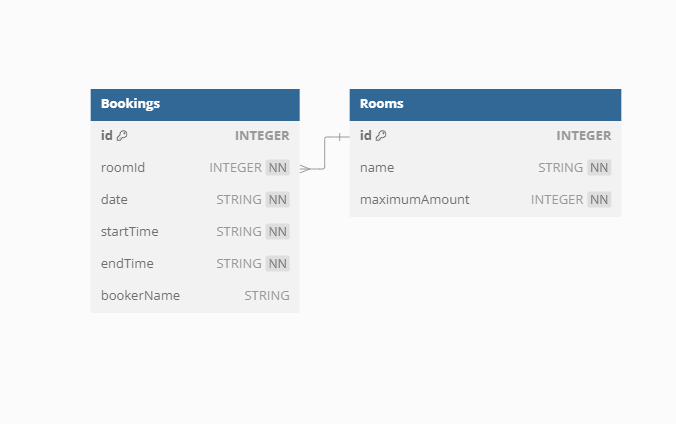 Bookings
id INTEGER
roomId INTEGER NN
date STRING NN
startTime STRING NN
endTime STRING NN
bookerName STRING
Rooms
id INTEGER
name STRING NN
maximumAmount INTEGER NN